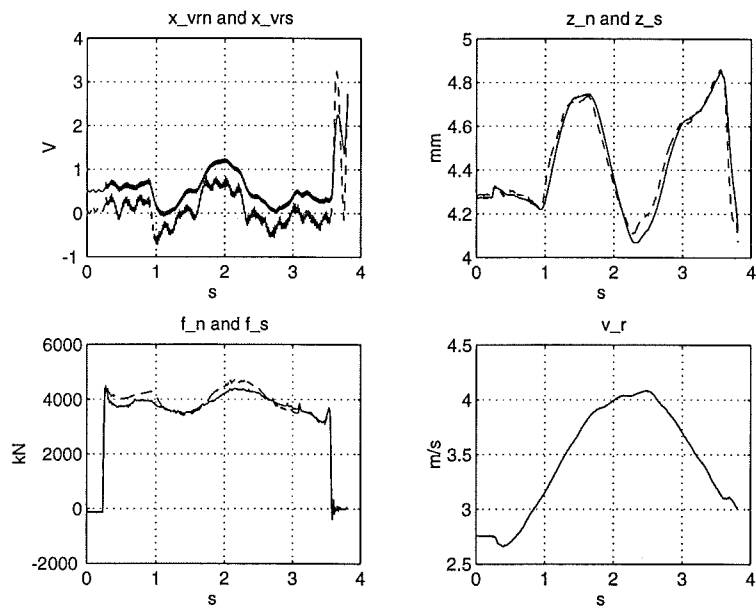 x_vrn and x_vrs
4
3
2
1
0
-1
V
0 1 2 3 4
s
z_n and z_s
5
4.8
4.6
4.4
4.2
4
mm
0 1 2 3 4
s
f_n and f_s
6000
4000
2000
0
-2000
kN
0 1 2 3 4
s
v_r
4.5
4
3.5
3
2.5
m/s
0 1 2 3 4
s